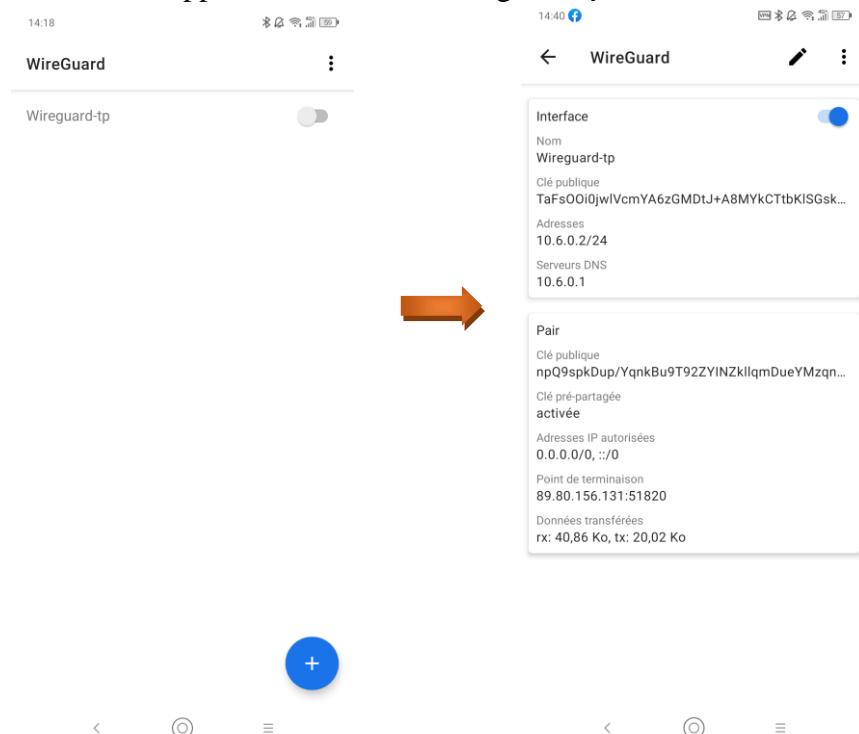 14:18
59
WireGuard
Wireguard-tp
14:40
VPN
57
WireGuard
Interface
Nom
Wireguard-tp
Clé publique
TaFsOOi0jwlVcmYA6zGMDtJ+A8MYkCTtbKlSGsk...
Adresses
10.6.0.2/24
Serveurs DNS
10.6.0.1
Pair
Clé publique
npQ9spkDup/YqnkBu9T92ZYINZkllqmDueYMzqn...
Clé pré-partagée
activée
Adresses IP autorisées
0.0.0.0/0, ::/0
Point de terminaison
89.80.156.131:51820
Données transférées
rx: 40,86 Ko, tx: 20,02 Ko